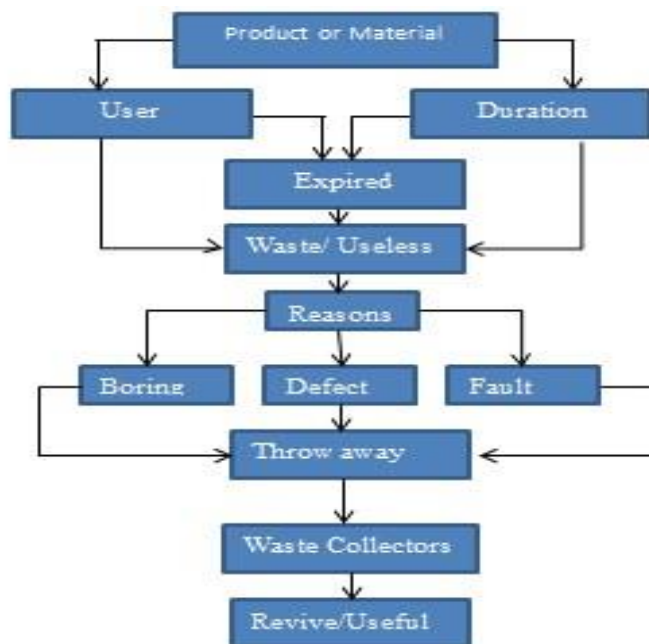 Product or Material
User
Duration
Expired
Waste/ Useless
Reasons
Boring
Defect
Fault
Throw away
Waste Collectors
Revive/Useful